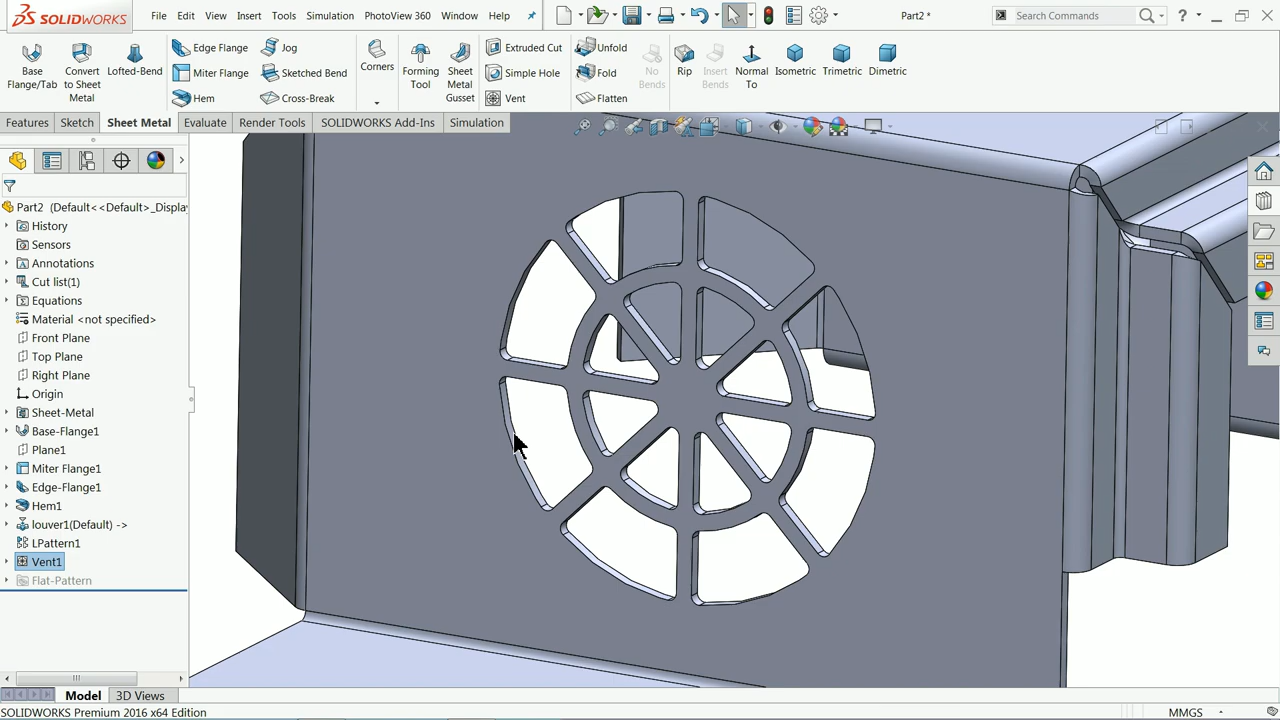 SOLIDWORKS File Edit View Insert Tools Simulation PhotoView 360 Window Help Part2 * Search Commands ?
Base Flange/Tab
Convert to Sheet Metal
Lofted-Bend
Edge Flange
Miter Flange
Hem
Jog
Sketched Bend
Cross-Break
Corners
Forming Tool
Sheet Metal Gusset
Extruded Cut
Simple Hole
Vent
Unfold
Fold
Flatten
No Bends
Rip
Insert Bends
Normal To
Isometric
Trimetric
Dimetric
Features Sketch Sheet Metal Evaluate Render Tools SOLIDWORKS Add-Ins Simulation
Part2 (Default<<Default>_Displa
History
Sensors
Annotations
Cut list(1)
Equations
Material <not specified>
Front Plane
Top Plane
Right Plane
Origin
Sheet-Metal
Base-Flange1
Plane1
Miter Flange1
Edge-Flange1
Hem1
louver1(Default) ->
LPattern1
Vent1
Flat-Pattern
Model 3D Views
SOLIDWORKS Premium 2016 x64 Edition MMGS